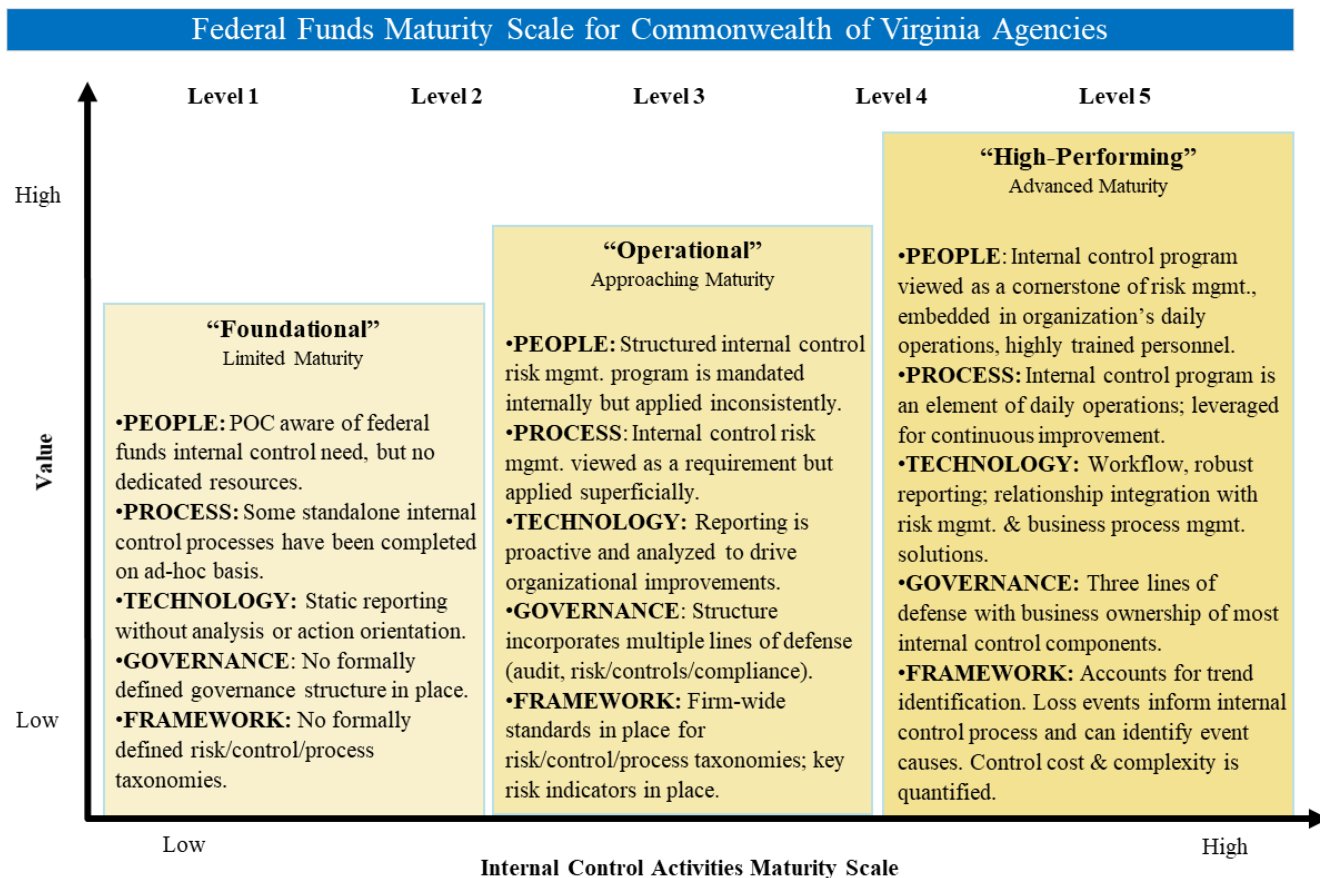 Federal Funds Maturity Scale for Commonwealth of Virginia Agencies
Level 1
Level 2
Level 3
Level 4
Level 5
High
Value
Low
“Foundational”
Limited Maturity
•PEOPLE: POC aware of federal
funds internal control need, but no
dedicated resources.
•PROCESS: Some standalone internal
control processes have been completed
on ad-hoc basis.
•TECHNOLOGY: Static reporting
without analysis or action orientation.
•GOVERNANCE: No formally
defined governance structure in place.
•FRAMEWORK: No formally
defined risk/control/process
taxonomies.
“Operational”
Approaching Maturity
•PEOPLE: Structured internal control
risk mgmt. program is mandated
internally but applied inconsistently.
•PROCESS: Internal control risk
mgmt. viewed as a requirement but
applied superficially.
•TECHNOLOGY: Reporting is
proactive and analyzed to drive
organizational improvements.
•GOVERNANCE: Structure
incorporates multiple lines of defense
(audit, risk/controls/compliance).
•FRAMEWORK: Firm-wide
standards in place for
risk/control/process taxonomies; key
risk indicators in place.
“High-Performing”
Advanced Maturity
•PEOPLE: Internal control program
viewed as a cornerstone of risk mgmt.,
embedded in organization’s daily
operations, highly trained personnel.
•PROCESS: Internal control program is
an element of daily operations; leveraged
for continuous improvement.
•TECHNOLOGY: Workflow, robust
reporting; relationship integration with
risk mgmt. & business process mgmt.
solutions.
•GOVERNANCE: Three lines of
defense with business ownership of most
internal control components.
•FRAMEWORK: Accounts for trend
identification. Loss events inform internal
control process and can identify event
causes. Control cost & complexity is
quantified.
Low
High
Internal Control Activities Maturity Scale